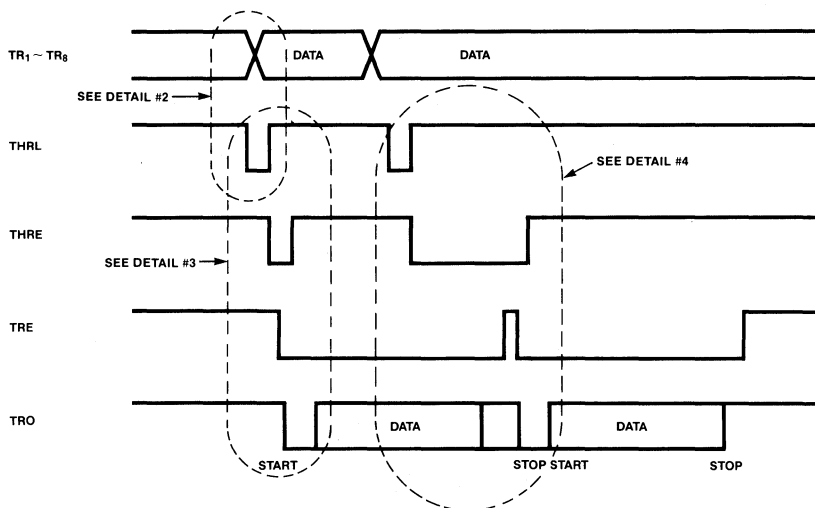 TR₁ ~ TR₈
DATA
DATA
SEE DETAIL #2
THRL
SEE DETAIL #4
THRE
SEE DETAIL #3
TRE
TRO
DATA
DATA
START
STOP START
STOP